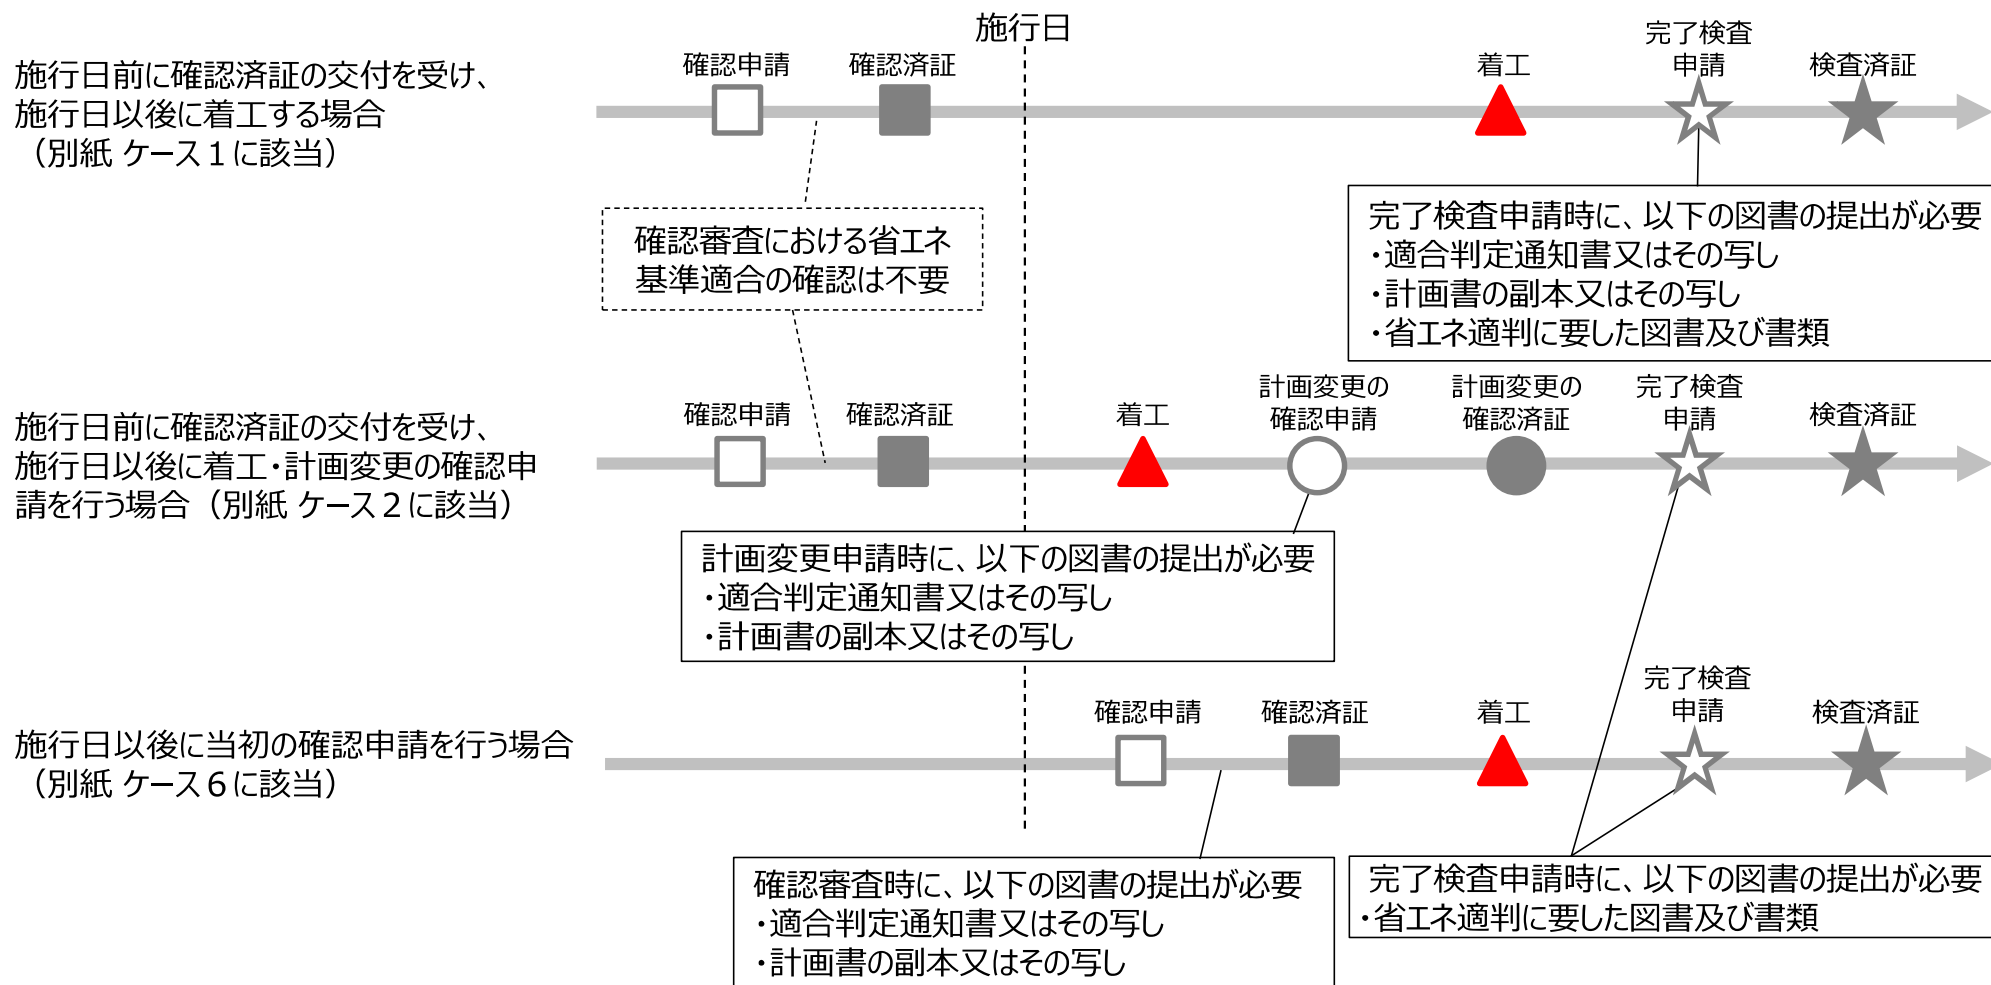 施行日
施行日前に確認済証の交付を受け、
施行日以後に着工する場合
（別紙 ケース１に該当）
確認申請
確認済証
着工
完了検査
申請
検査済証
確認審査における省エネ
基準適合の確認は不要
完了検査申請時に、以下の図書の提出が必要
・適合判定通知書又はその写し
・計画書の副本又はその写し
・省エネ適判に要した図書及び書類
施行日前に確認済証の交付を受け、
施行日以後に着工・計画変更の確認申
請を行う場合（別紙 ケース２に該当）
確認申請
確認済証
着工
計画変更の
確認申請
計画変更の
確認済証
完了検査
申請
検査済証
計画変更申請時に、以下の図書の提出が必要
・適合判定通知書又はその写し
・計画書の副本又はその写し
施行日以後に当初の確認申請を行う場合
（別紙 ケース６に該当）
確認申請
確認済証
着工
完了検査
申請
検査済証
確認審査時に、以下の図書の提出が必要
・適合判定通知書又はその写し
・計画書の副本又はその写し
完了検査申請時に、以下の図書の提出が必要
・省エネ適判に要した図書及び書類